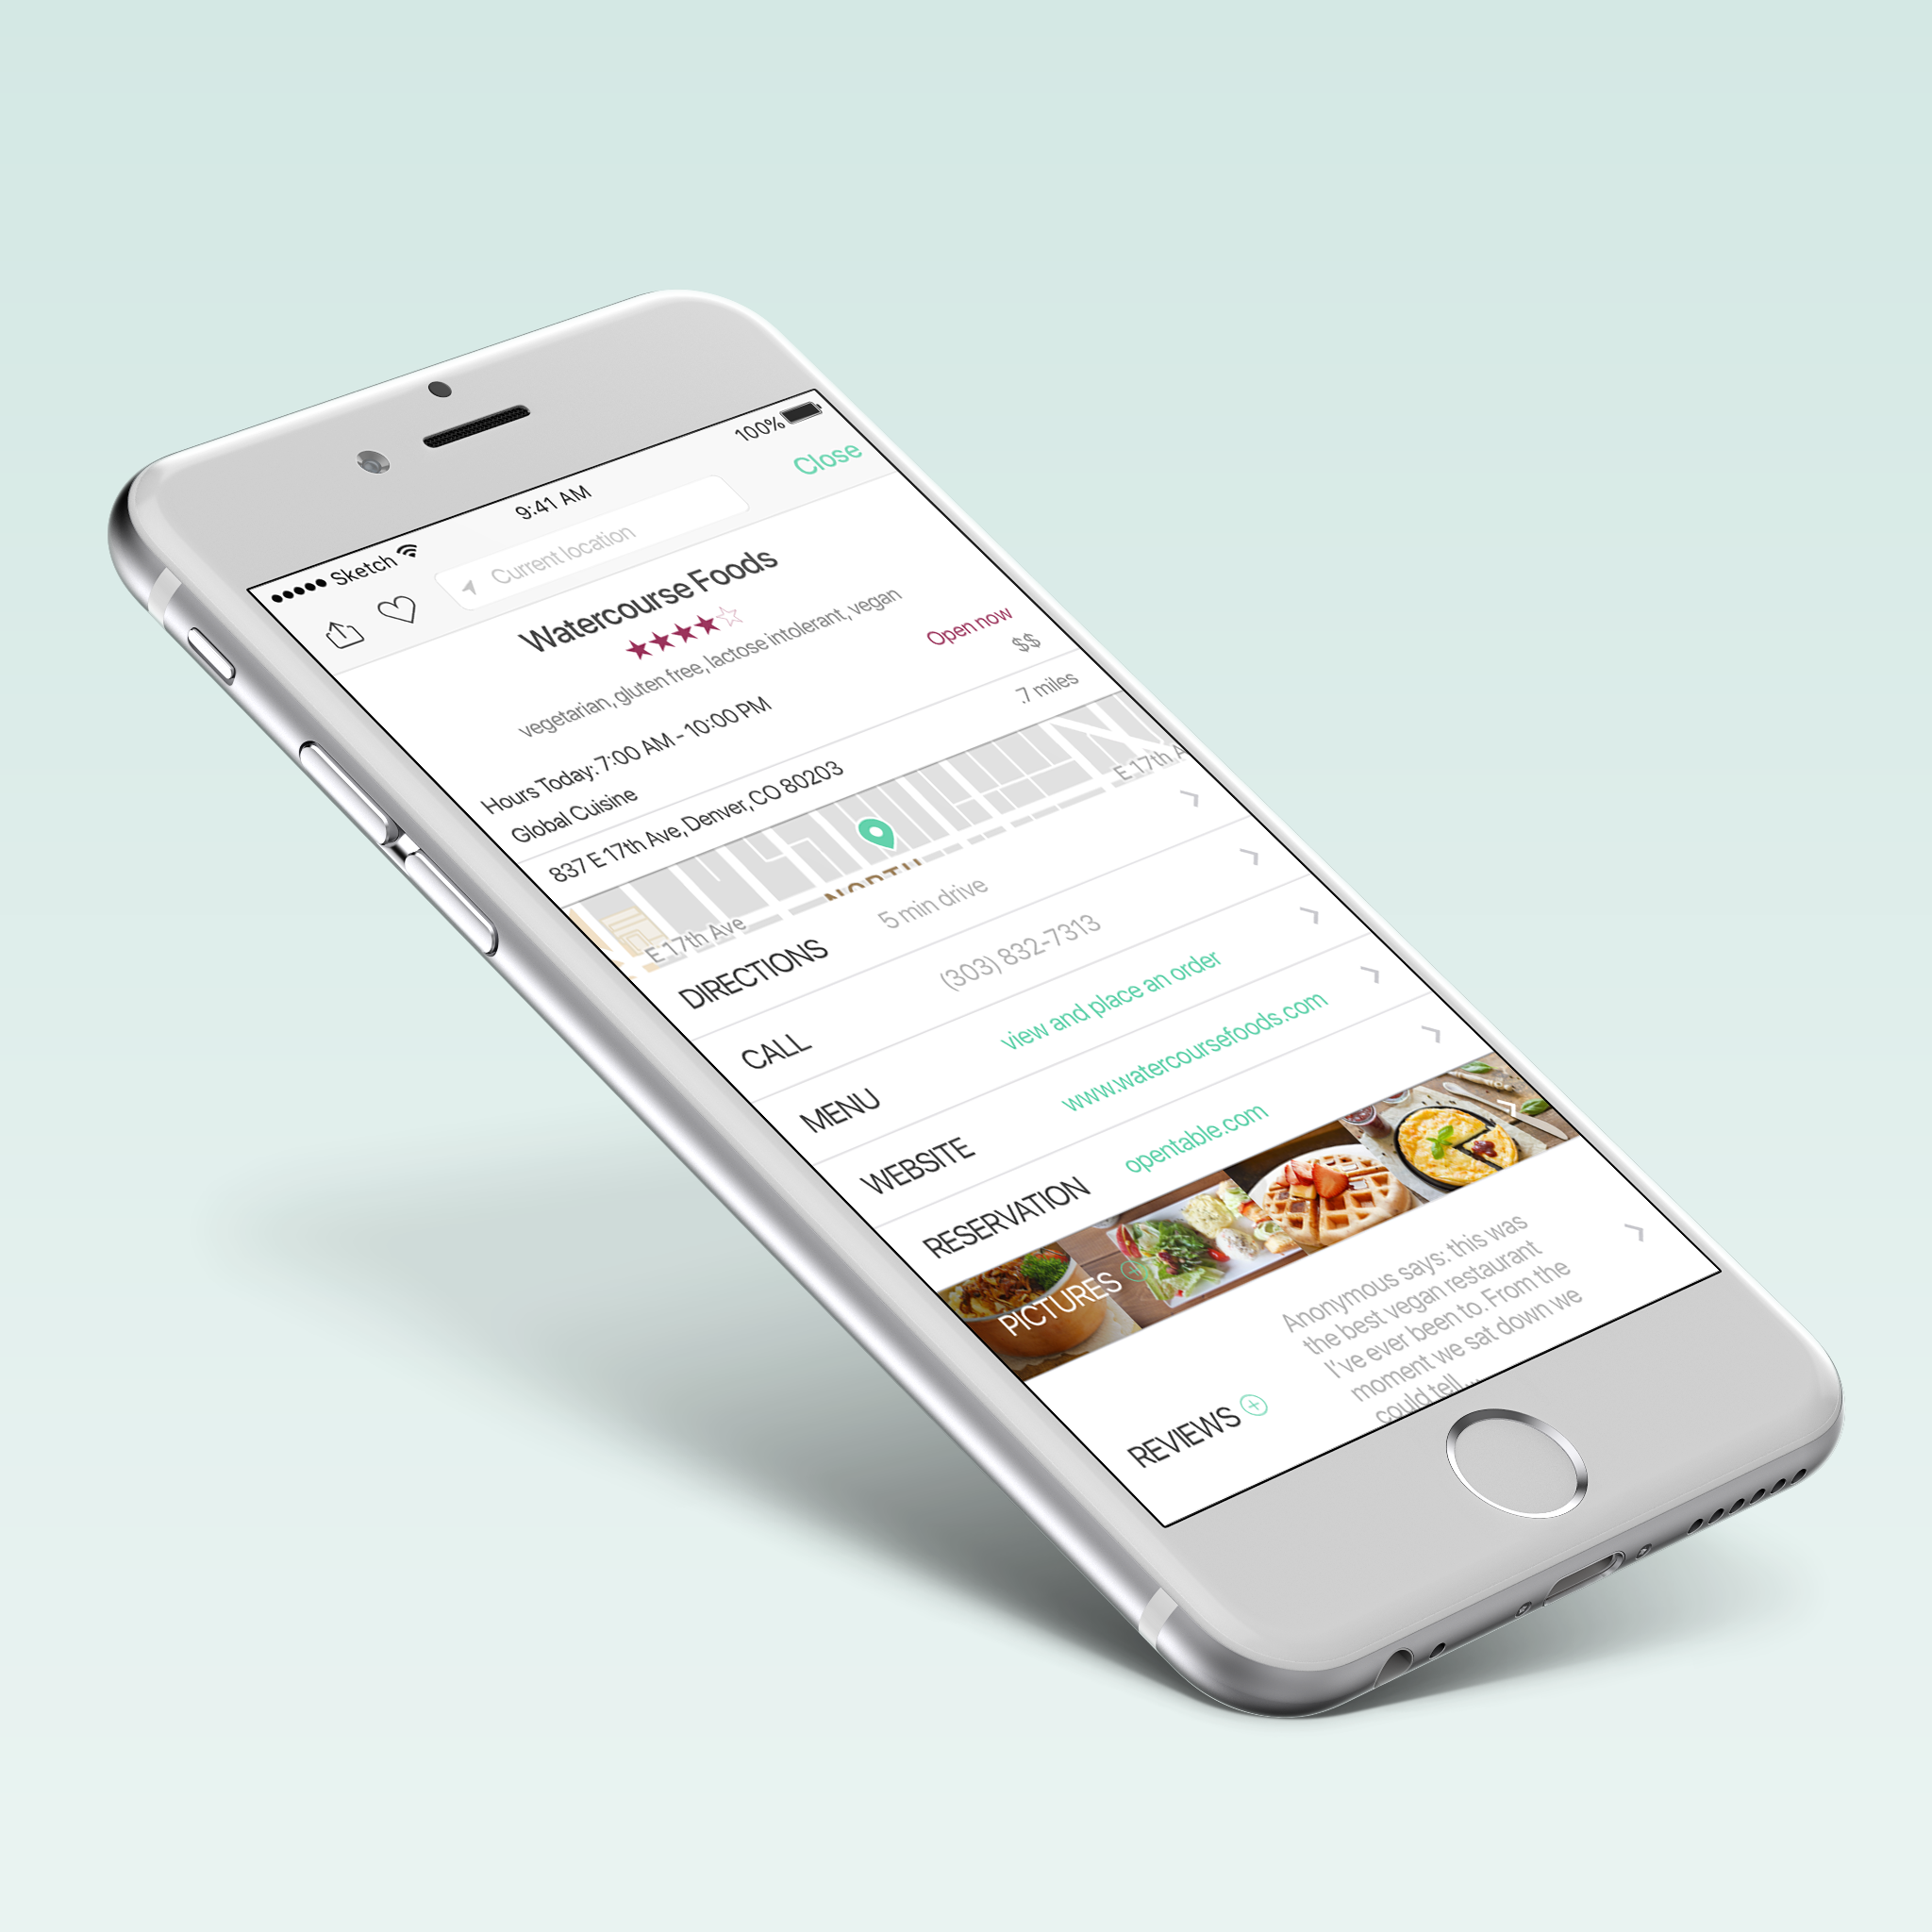 Sketch 9:41 AM 100%
Current location Close
Watercourse Foods
vegetarian, gluten free, lactose intolerant, vegan
Hours Today: 7:00 AM - 10:00 PM Open now
Global Cuisine $$
837 E 17th Ave, Denver, CO 80203 .7 miles
E 17th A
NORTH
E 17th Ave
DIRECTIONS 5 min drive
CALL (303) 832-7313
MENU view and place an order
WEBSITE www.watercoursefoods.com
RESERVATION opentable.com
PICTURES
REVIEWS
Anonymous says: this was
the best vegan restaurant
I've ever been to. From the
moment we sat down we
could tell...